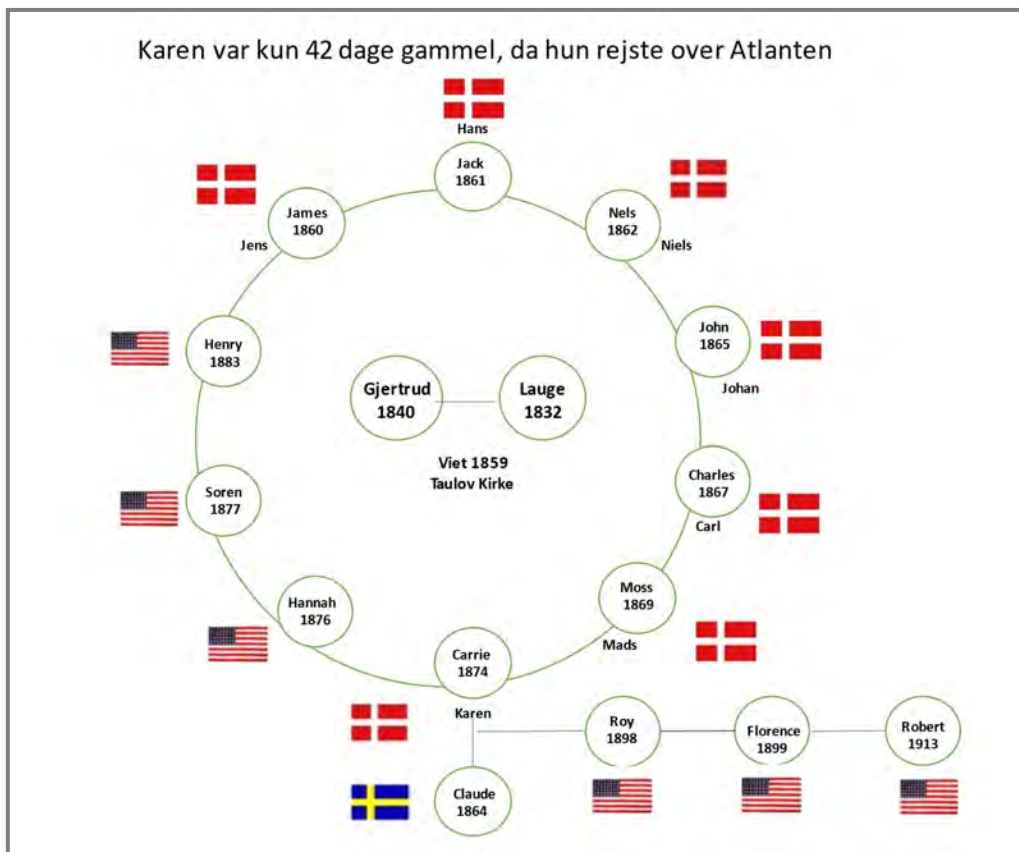 Karen var kun 42 dage gammel, da hun rejste over Atlanten
Hans
Jack
1861
Nels
1862
Niels
John
1865
Johan
Charles
1867
Carl
Moss
1869
Mads
Carrie
1874
Karen
Hannah
1876
Soren
1877
Henry
1883
James
1860
Jens
Gjertrud
1840
Lauge
1832
Viet 1859
Taulov Kirke
Roy
1898
Florence
1899
Robert
1913
Claude
1864